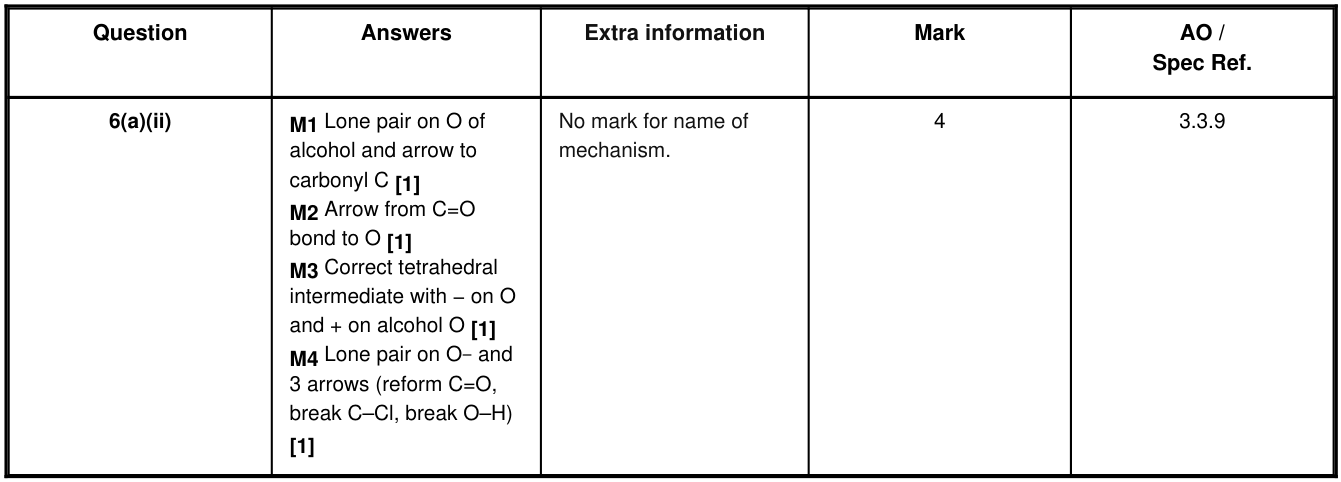 Question Answers Extra information Mark AO /
Spec Ref.
6(a)(ii) M1 Lone pair on O of No mark for name of 4 3.3.9
alcohol and arrow to mechanism.
carbonyl C [1]
M2 Arrow from C=O
bond to O [1]
M3 Correct tetrahedral
intermediate with − on O
and + on alcohol O [1]
M4 Lone pair on O− and
3 arrows (reform C=O,
break C–Cl, break O–H)
[1]